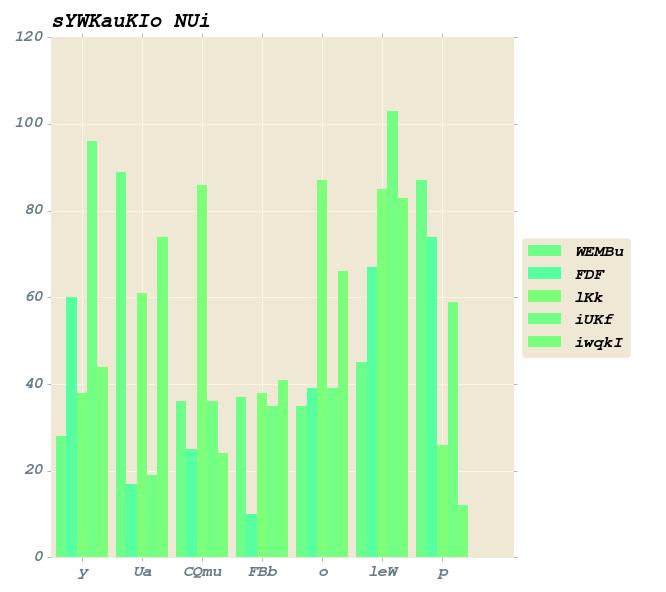 sYWKauKIo NUi
120
100
80
60
40
20
0
y Ua CQmu FBb o leW p
WEMBu
FDF
lKk
iUKf
iwqkI